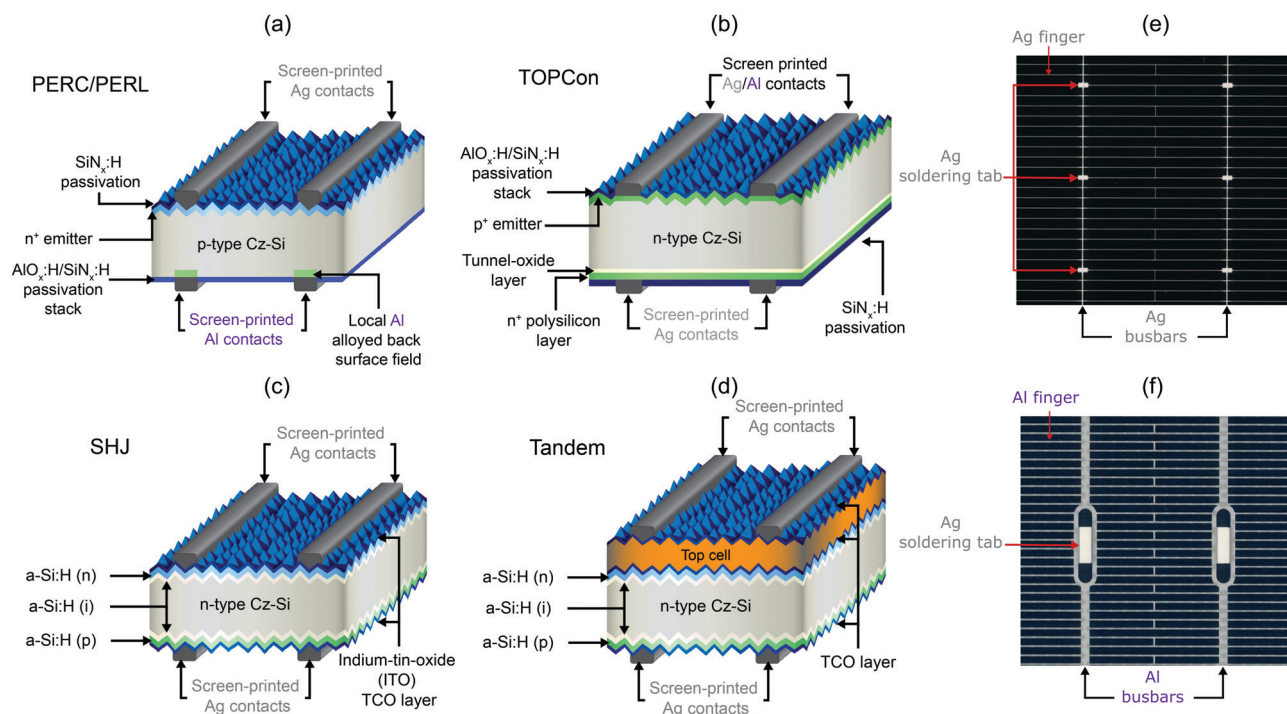 (a)
PERC/PERL
Screen-printed
Ag contacts
SiNₓ:H
passivation
n⁺ emitter
p-type Cz-Si
AlOₓ:H/SiNₓ:H
passivation
stack
Screen-printed
Al contacts
Local Al
alloyed back
surface field
(b)
TOPCon
Screen printed
Ag/Al contacts
AlOₓ:H/SiNₓ:H
passivation
stack
p⁺ emitter
n-type Cz-Si
Tunnel-oxide
layer
n⁺ polysilicon
layer
Screen-printed
Ag contacts
SiNₓ:H
passivation
(e)
Ag finger
Ag
soldering tab
Ag
busbars
(c)
SHJ
Screen-printed
Ag contacts
a-Si:H (n)
a-Si:H (i)
a-Si:H (p)
n-type Cz-Si
Screen-printed
Ag contacts
Indium-tin-oxide
(ITO)
TCO layer
(d)
Tandem
Screen-printed
Ag contacts
Top cell
a-Si:H (n)
a-Si:H (i)
a-Si:H (p)
n-type Cz-Si
Screen-printed
Ag contacts
TCO layer
(f)
Al finger
Ag
soldering tab
Al
busbars